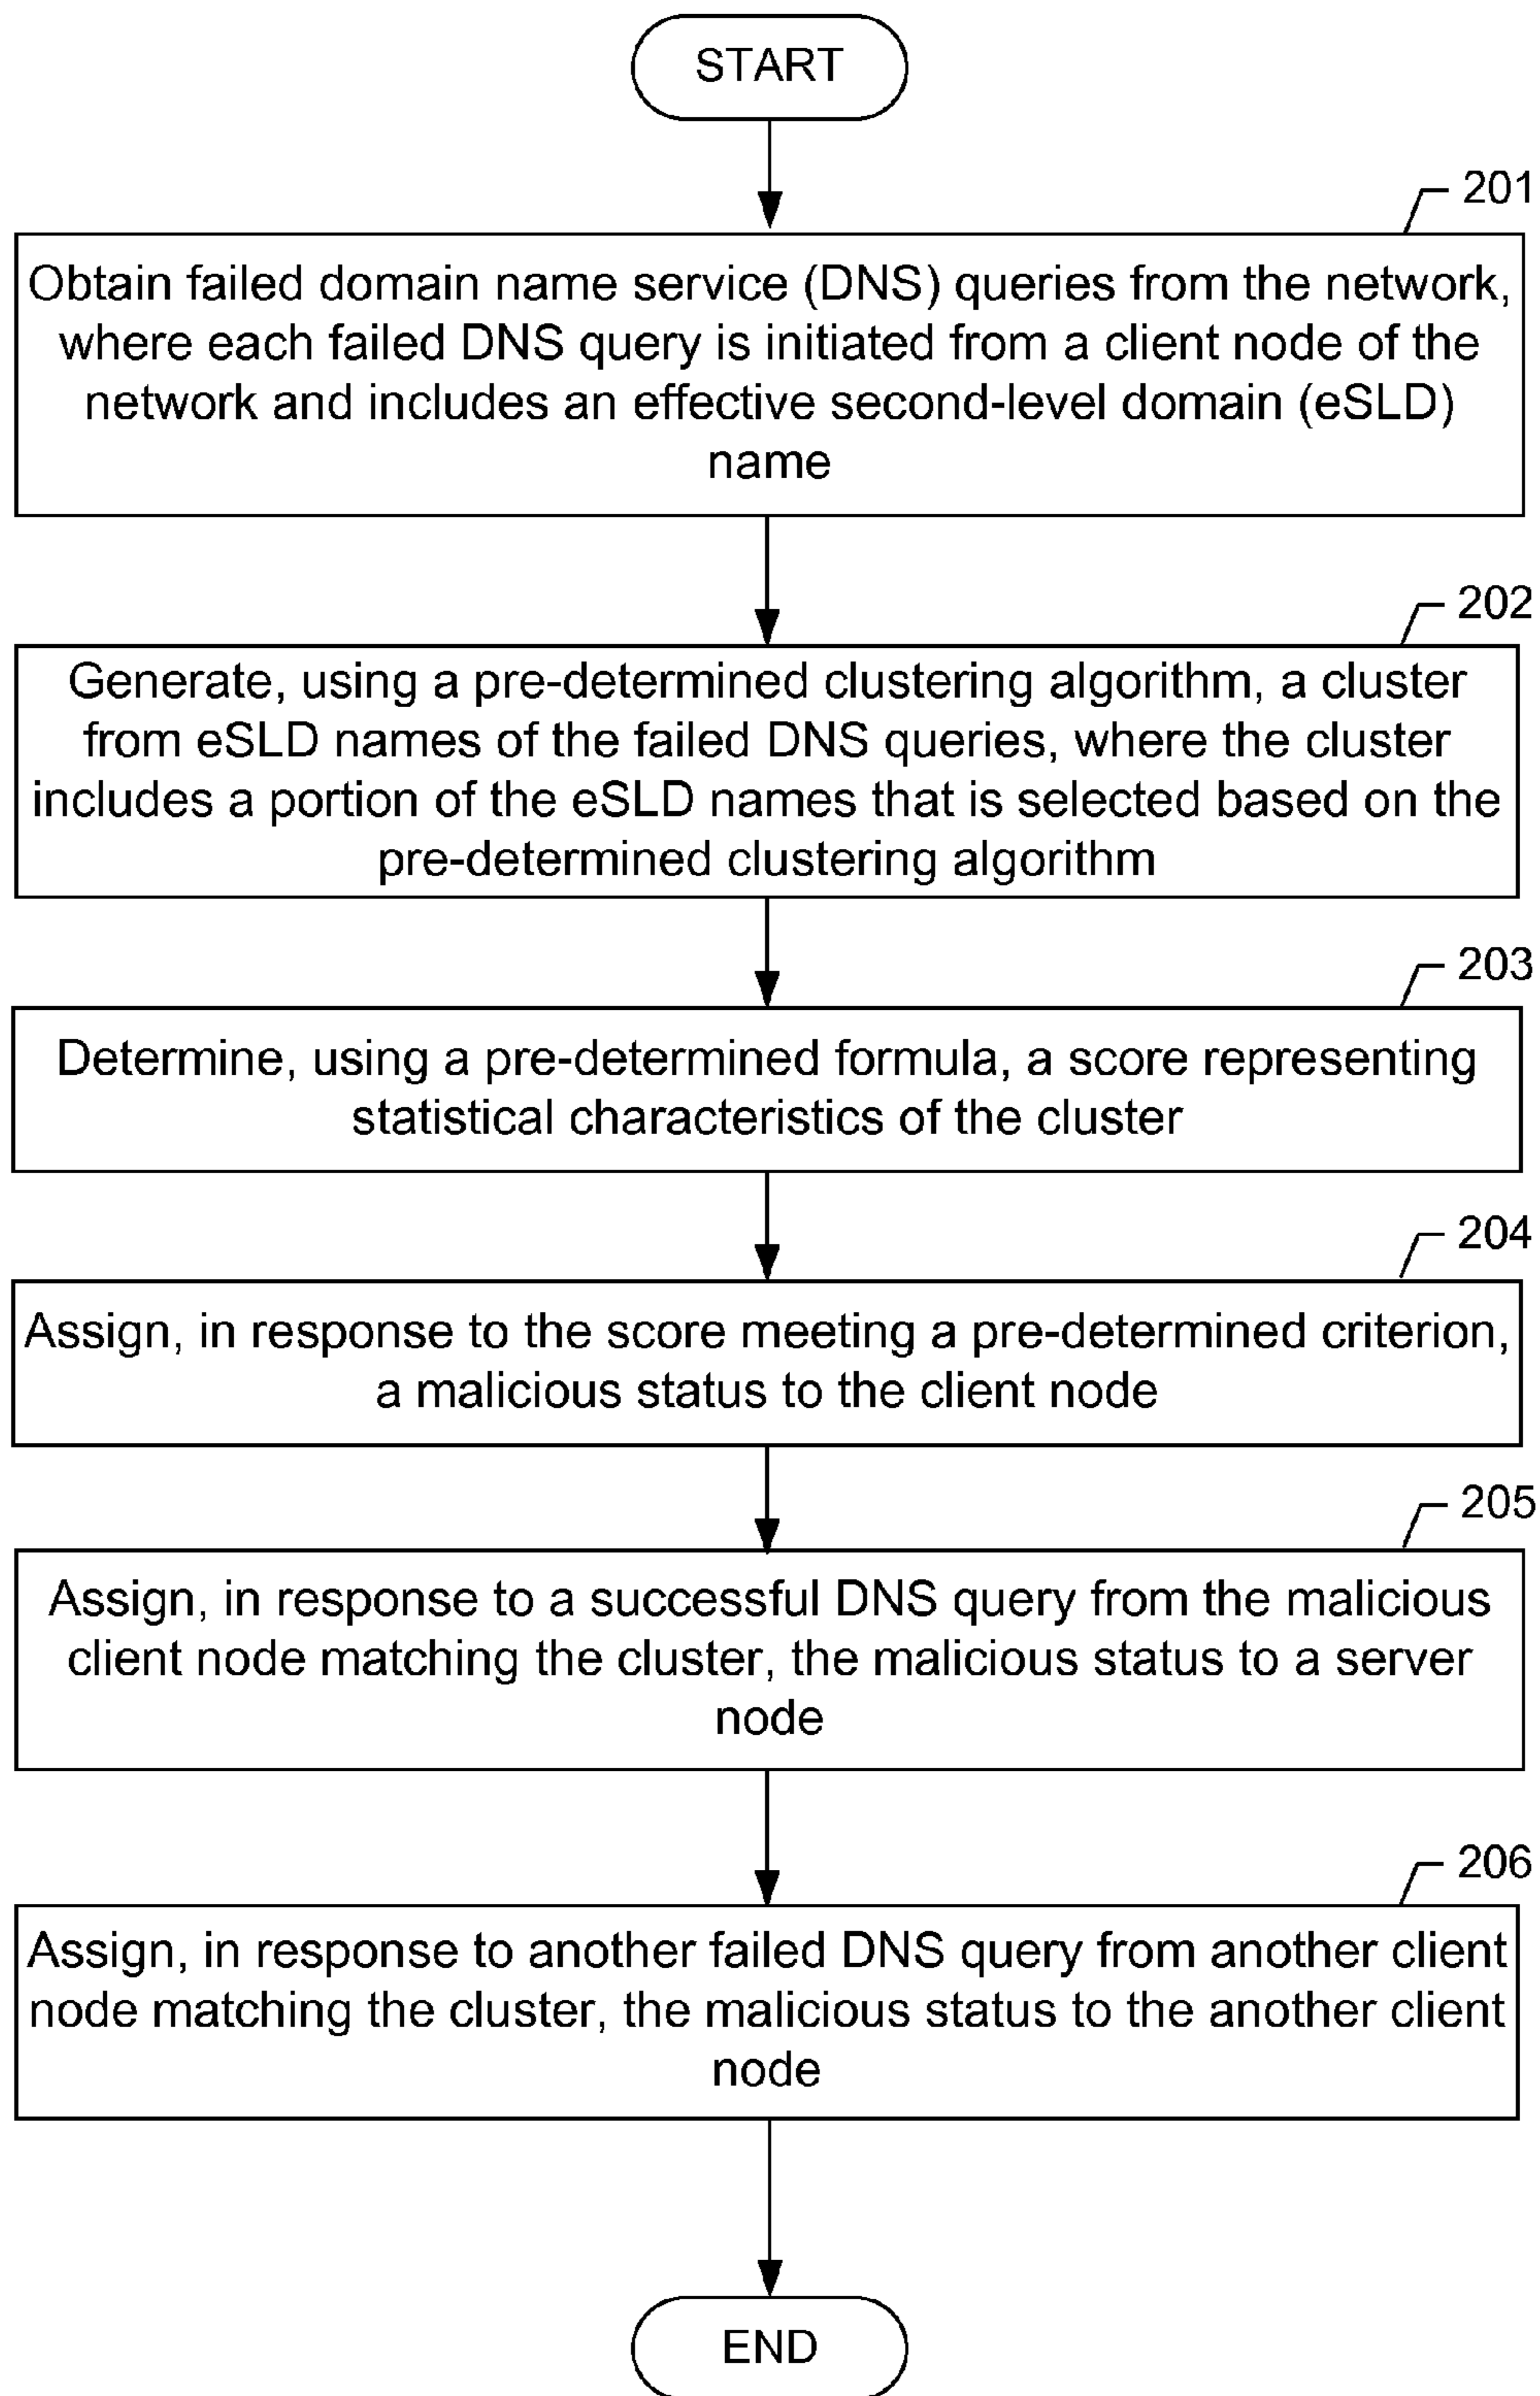 START
201
Obtain failed domain name service (DNS) queries from the network,
where each failed DNS query is initiated from a client node of the
network and includes an effective second-level domain (eSLD)
name
202
Generate, using a pre-determined clustering algorithm, a cluster
from eSLD names of the failed DNS queries, where the cluster
includes a portion of the eSLD names that is selected based on the
pre-determined clustering algorithm
203
Determine, using a pre-determined formula, a score representing
statistical characteristics of the cluster
204
Assign, in response to the score meeting a pre-determined criterion,
a malicious status to the client node
205
Assign, in response to a successful DNS query from the malicious
client node matching the cluster, the malicious status to a server
node
206
Assign, in response to another failed DNS query from another client
node matching the cluster, the malicious status to the another client
node
END